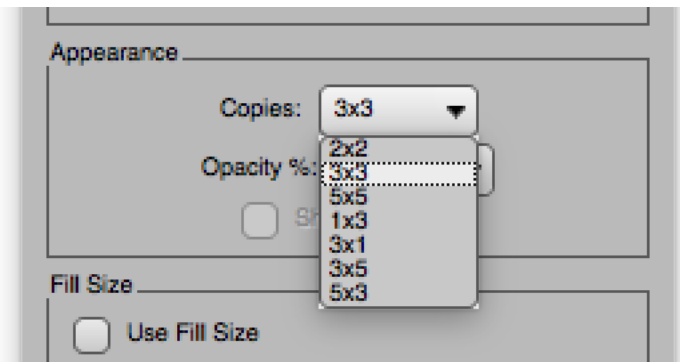 Appearance
Copies: 3x3
2x2
Opacity %: 3x3
5x5
1x3
3x1
3x5
5x3
Fill Size
Use Fill Size